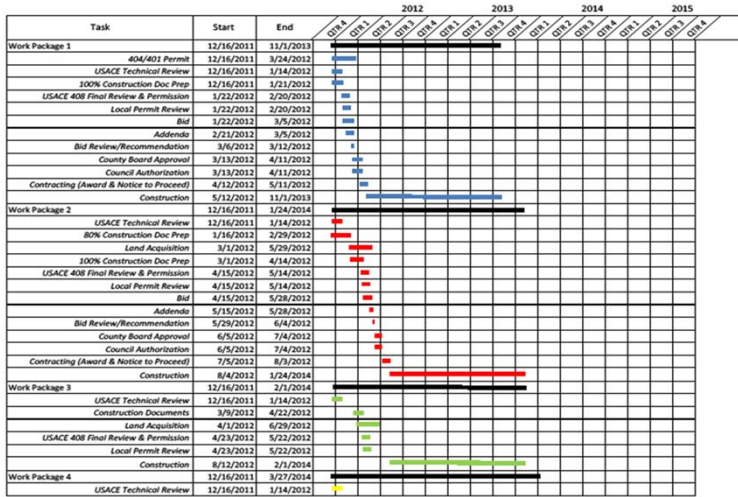 2012 2013 2014 2015
Task Start End QTR 4 QTR 1 QTR 2 QTR 3 QTR 4 QTR 1 QTR 2 QTR 3 QTR 4 QTR 1 QTR 2 QTR 3 QTR 4 QTR 1 QTR 2 QTR 3 QTR 4
Work Package 1 12/16/2011 11/1/2013
404/401 Permit 12/16/2011 3/24/2012
USACE Technical Review 12/16/2011 1/14/2012
100% Construction Doc Prep 12/16/2011 1/21/2012
USACE 408 Final Review & Permission 1/22/2012 2/20/2012
Local Permit Review 1/22/2012 2/20/2012
Bid 1/22/2012 3/5/2012
Addenda 2/21/2012 3/5/2012
Bid Review/Recommendation 3/6/2012 3/12/2012
County Board Approval 3/13/2012 4/11/2012
Council Authorization 3/13/2012 4/11/2012
Contracting (Award & Notice to Proceed) 4/12/2012 5/11/2012
Construction 5/12/2012 11/1/2013
Work Package 2 12/16/2011 1/24/2014
USACE Technical Review 12/16/2011 1/14/2012
80% Construction Doc Prep 1/16/2012 2/29/2012
Land Acquisition 3/1/2012 5/29/2012
100% Construction Doc Prep 3/1/2012 4/14/2012
USACE 408 Final Review & Permission 4/15/2012 5/14/2012
Local Permit Review 4/15/2012 5/14/2012
Bid 4/15/2012 5/28/2012
Addenda 5/15/2012 5/28/2012
Bid Review/Recommendation 5/29/2012 6/4/2012
County Board Approval 6/5/2012 7/4/2012
Council Authorization 6/5/2012 7/4/2012
Contracting (Award & Notice to Proceed) 7/5/2012 8/3/2012
Construction 8/4/2012 1/24/2014
Work Package 3 12/16/2011 2/1/2014
USACE Technical Review 12/16/2011 1/14/2012
Construction Documents 3/9/2012 4/22/2012
Land Acquisition 4/1/2012 6/29/2012
USACE 408 Final Review & Permission 4/23/2012 5/22/2012
Local Permit Review 4/23/2012 5/22/2012
Construction 8/12/2012 2/1/2014
Work Package 4 12/16/2011 3/27/2014
USACE Technical Review 12/16/2011 1/14/2012